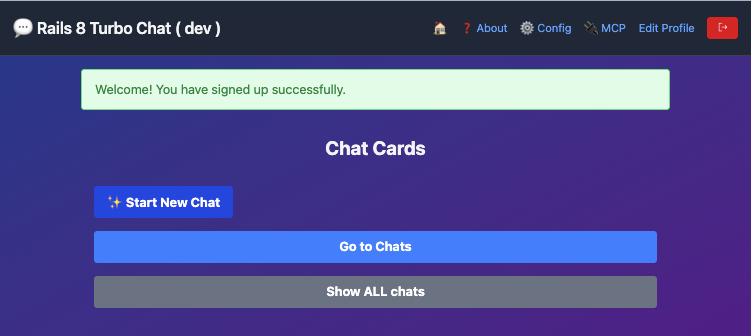 💬 Rails 8 Turbo Chat ( dev )
🏠 ❓ About ⚙️ Config 🔌 MCP Edit Profile
Welcome! You have signed up successfully.
Chat Cards
✨ Start New Chat
Go to Chats
Show ALL chats